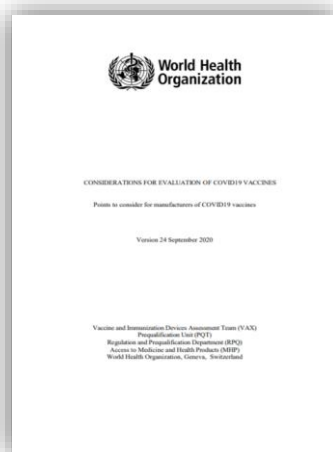 World Health
Organization
CONSIDERATIONS FOR EVALUATION OF COVID19 VACCINES
Points to consider for manufacturers of COVID19 vaccines
Version 24 September 2020
Vaccine and Immunization Devices Assessment Team (VAX)
Prequalification Unit (PQT)
Regulation and Prequalification Department (RPQ)
Access to Medicine and Health Products (MHP)
World Health Organization, Geneva, Switzerland